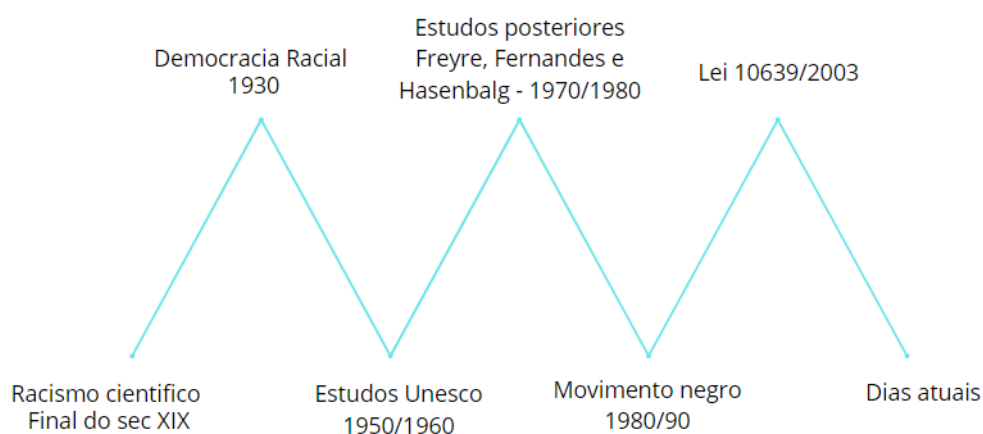 Democracia Racial
1930
Estudos posteriores
Freyre, Fernandes e
Hasenbalg - 1970/1980
Lei 10639/2003
Racismo cientifico
Final do sec XIX
Estudos Unesco
1950/1960
Movimento negro
1980/90
Dias atuais